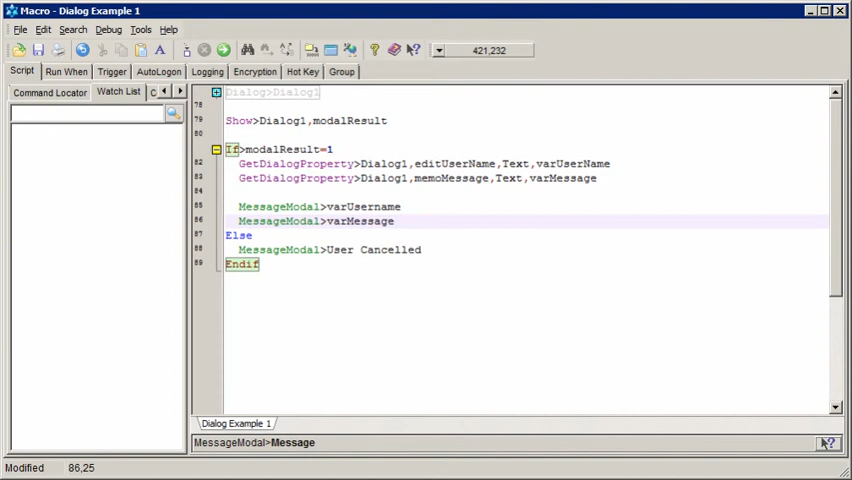 Macro - Dialog Example 1
File Edit Search Debug Tools Help
421,232
Script Run When Trigger AutoLogon Logging Encryption Hot Key Group
Command Locator Watch List C
Dialog>Dialog1
78
79 Show>Dialog1,modalResult
80
If>modalResult=1
82 GetDialogProperty>Dialog1,editUserName,Text,varUserName
83 GetDialogProperty>Dialog1,memoMessage,Text,varMessage
84
85 MessageModal>varUsername
86 MessageModal>varMessage
87 Else
88 MessageModal>User Cancelled
89 Endif
Dialog Example 1
MessageModal>Message
Modified 86,25